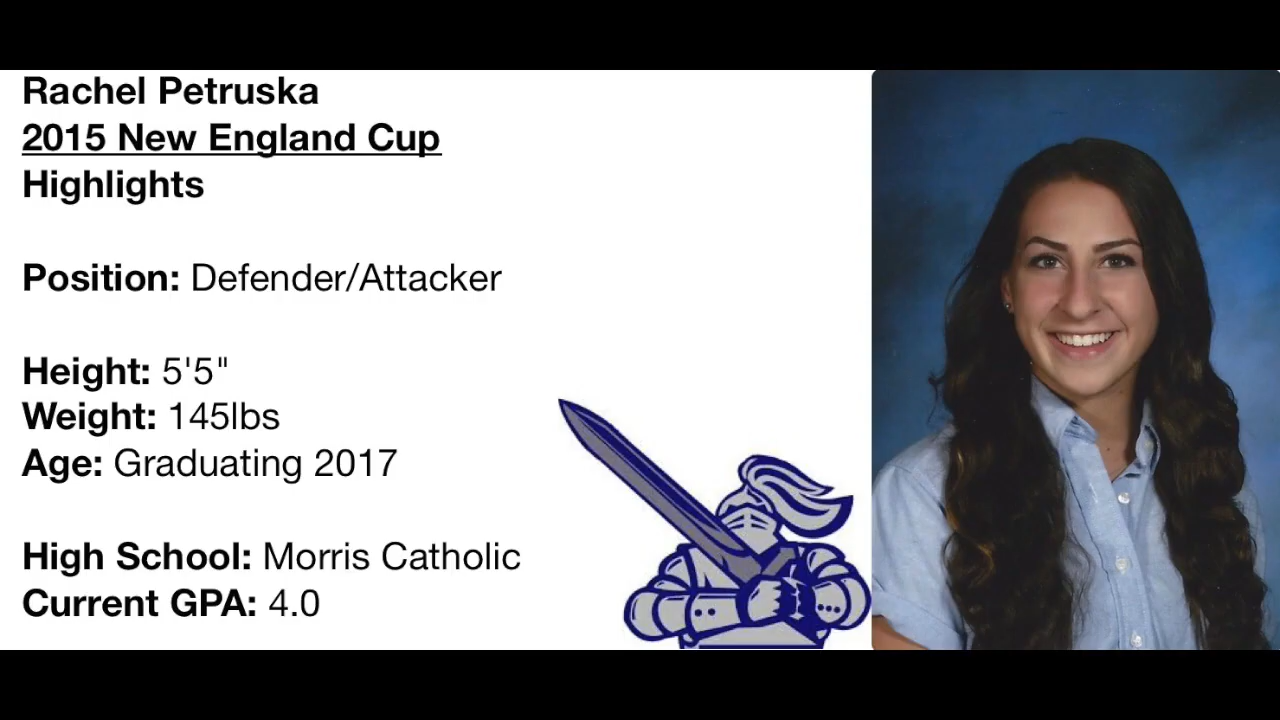 Rachel Petruska
2015 New England Cup
Highlights
Position: Defender/Attacker
Height: 5'5"
Weight: 145lbs
Age: Graduating 2017
High School: Morris Catholic
Current GPA: 4.0